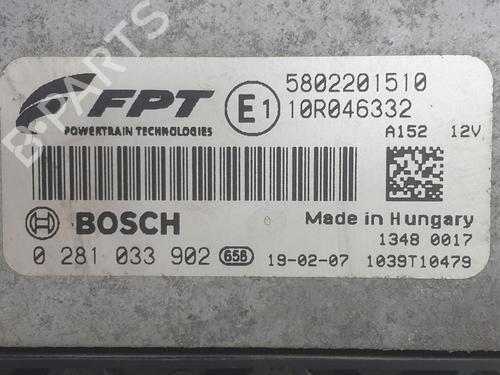 B-PARTS
FPT
POWERTRAIN TECHNOLOGIES
E1
5802201510
10R046332
A152 12V
BOSCH
Made in Hungary
0 281 033 902 658
1348 0017
19-02-07 1039T10479